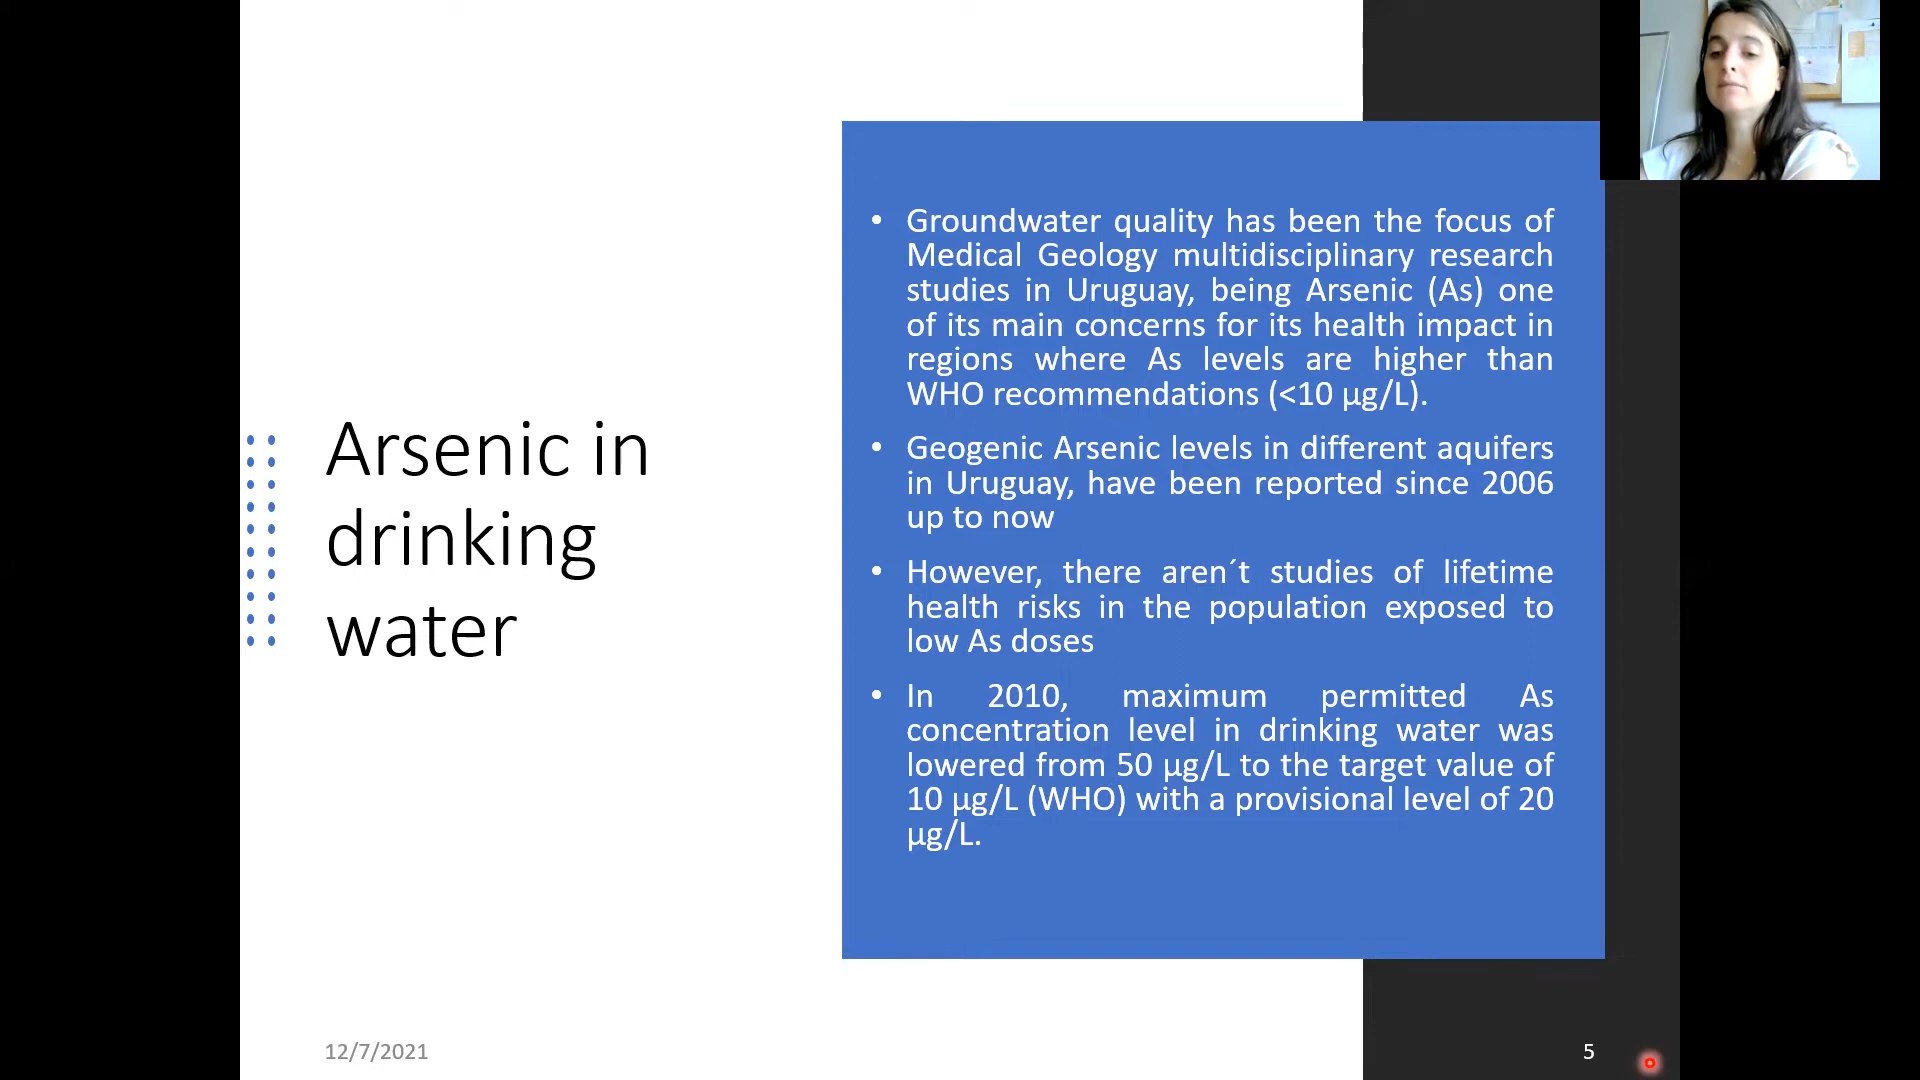 Arsenic in
drinking
water
• Groundwater quality has been the focus of
Medical Geology multidisciplinary research
studies in Uruguay, being Arsenic (As) one
of its main concerns for its health impact in
regions where As levels are higher than
WHO recommendations (<10 µg/L).
• Geogenic Arsenic levels in different aquifers
in Uruguay, have been reported since 2006
up to now
• However, there aren´t studies of lifetime
health risks in the population exposed to
low As doses
• In 2010, maximum permitted As
concentration level in drinking water was
lowered from 50 µg/L to the target value of
10 µg/L (WHO) with a provisional level of 20
µg/L.
12/7/2021
5